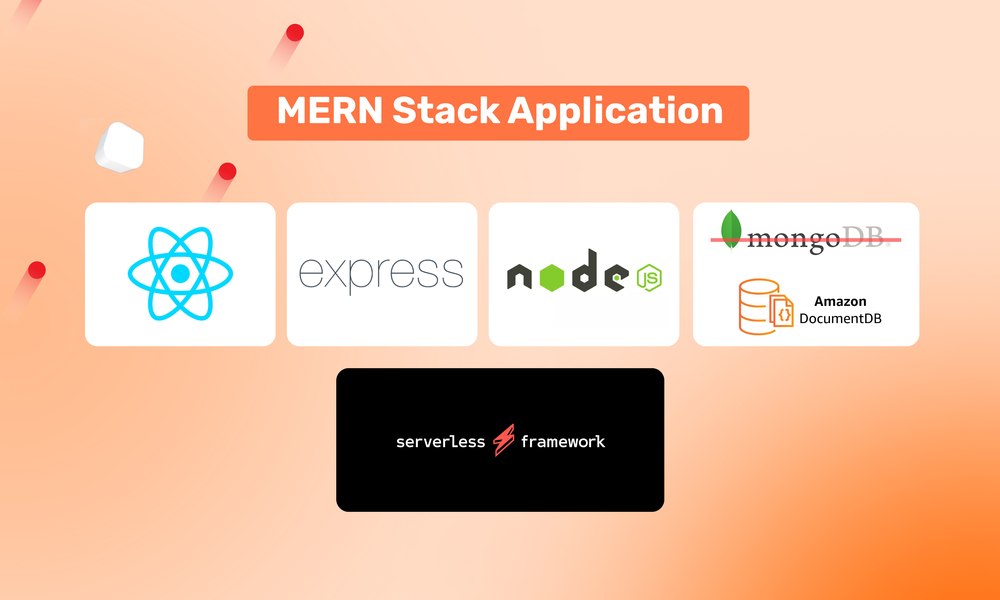 MERN Stack Application
express
node
JS
mongoDB
{}
Amazon
DocumentDB
serverless framework